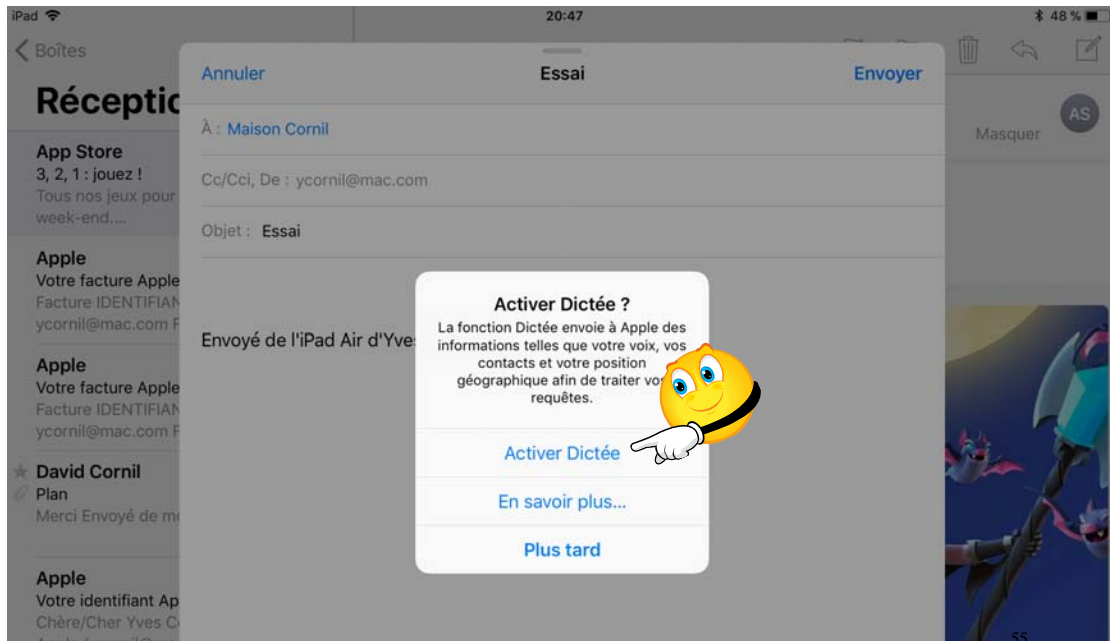 iPad 20:47 48 %
Boîtes
Annuler Essai Envoyer
Réceptic
AS
À : Maison Cornil
Masquer
App Store
3, 2, 1 : jouez !
Tous nos jeux pour
week-end....
Cc/Cci, De : ycornil@mac.com
Objet : Essai
Apple
Votre facture Apple
Facture IDENTIFIAN
ycornil@mac.com F
Envoyé de l'iPad Air d'Yve
Activer Dictée ?
La fonction Dictée envoie à Apple des
informations telles que votre voix, vos
contacts et votre position
géographique afin de traiter vos
requêtes.
Activer Dictée
En savoir plus...
Plus tard
Apple
Votre facture Apple
Facture IDENTIFIAN
ycornil@mac.com F
David Cornil
Plan
Merci Envoyé de m
Apple
Votre identifiant Ap
Chère/Cher Yves C
55